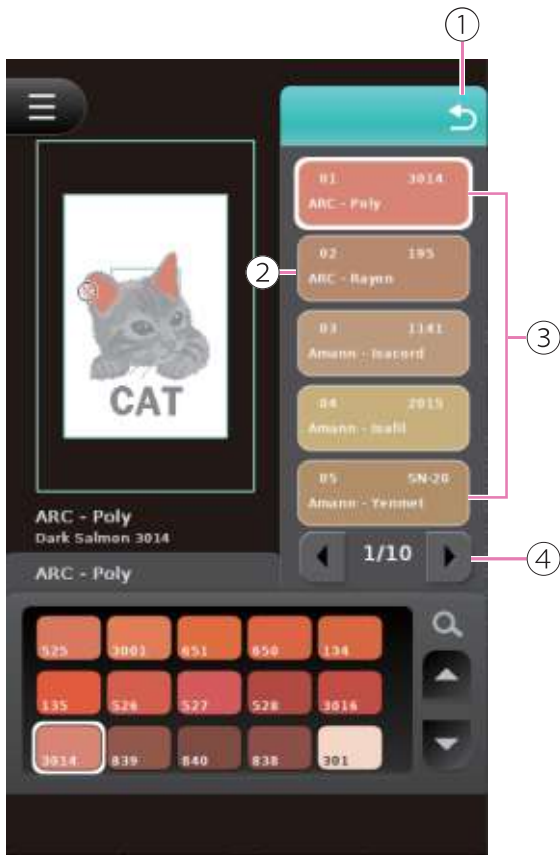 ①
01 3014
ARC - Poly
②
02 195
ARC - Rayon
③
03 1141
Amann - Isacord
04 2015
Amann - Isafil
05 SN-20
Amann - Yenmet
CAT
④
1/10
ARC - Poly
Dark Salmon 3014
ARC - Poly
525 3001 651 650 134
135 526 527 528 3016
3014 839 840 838 301